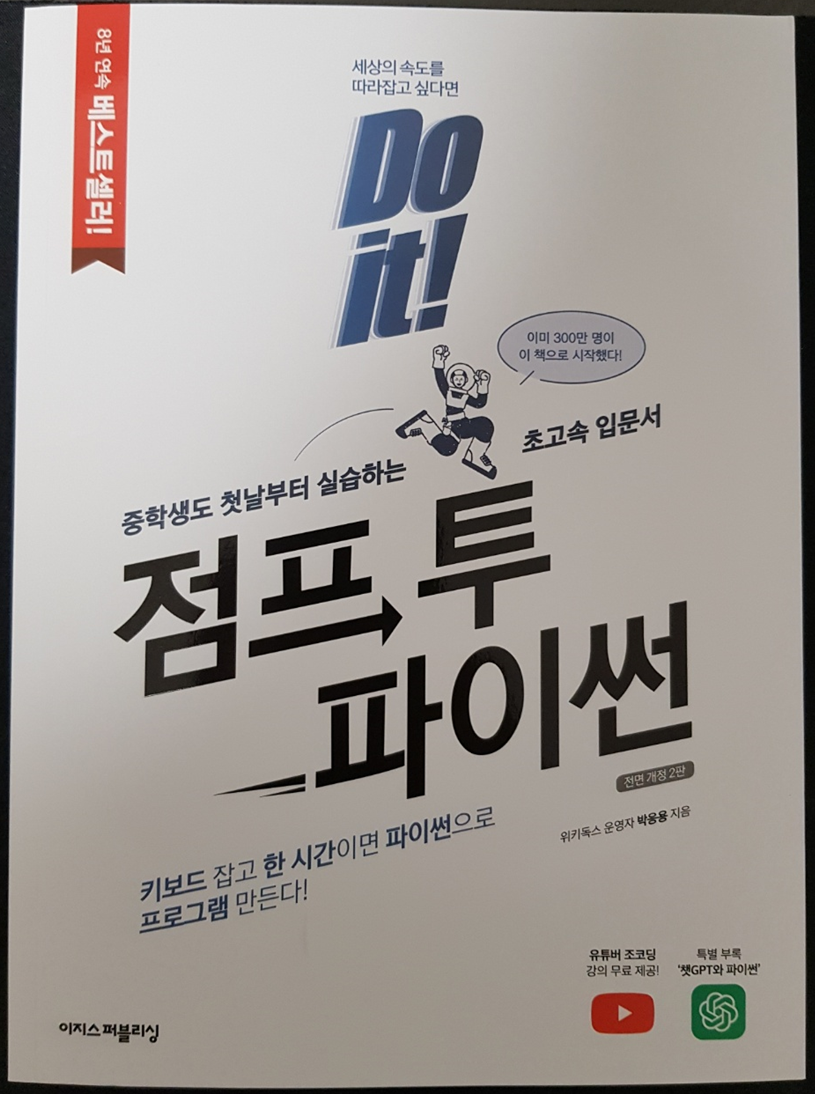 8년 연속 베스트셀러!
세상의 속도를
따라잡고 싶다면
Do
it!
이미 300만 명이
이 책으로 시작했다!
중학생도 첫날부터 실습하는 초고속 입문서
점프 투
파이썬
전면 개정 2판
위키독스 운영자 박응용 지음
키보드 잡고 한 시간이면 파이썬으로
프로그램 만든다!
유튜버 조코딩
강의 무료 제공!
특별 부록
'챗GPT와 파이썬'
이지스퍼블리싱